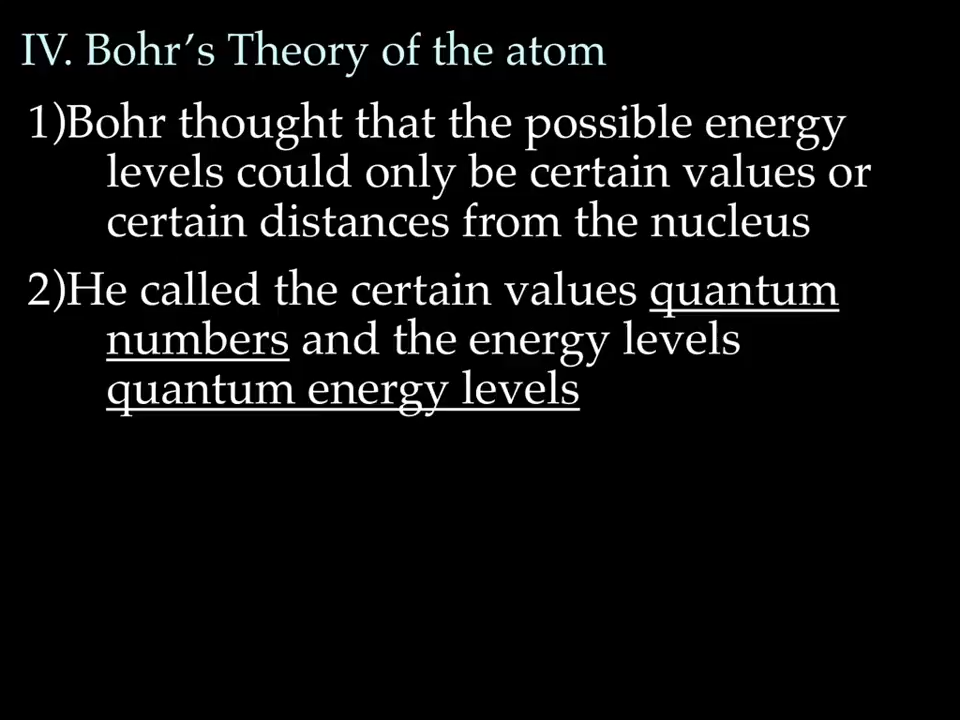 IV. Bohr’s Theory of the atom
1)Bohr thought that the possible energy
levels could only be certain values or
certain distances from the nucleus
2)He called the certain values quantum
numbers and the energy levels
quantum energy levels